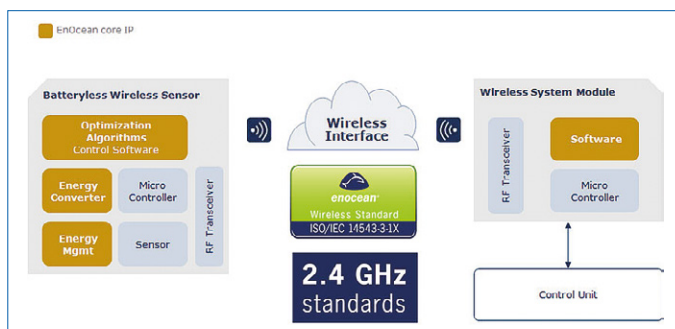 EnOcean core IP
Batteryless Wireless Sensor
Optimization
Algorithms
Control Software
Energy
Converter
Micro
Controller
Energy
Mgmt
Sensor
RF Transceiver
Wireless
Interface
enocean®
Wireless Standard
ISO/IEC 14543-3-1X
2.4 GHz
standards
Wireless System Module
RF Transceiver
Software
Micro
Controller
Control Unit